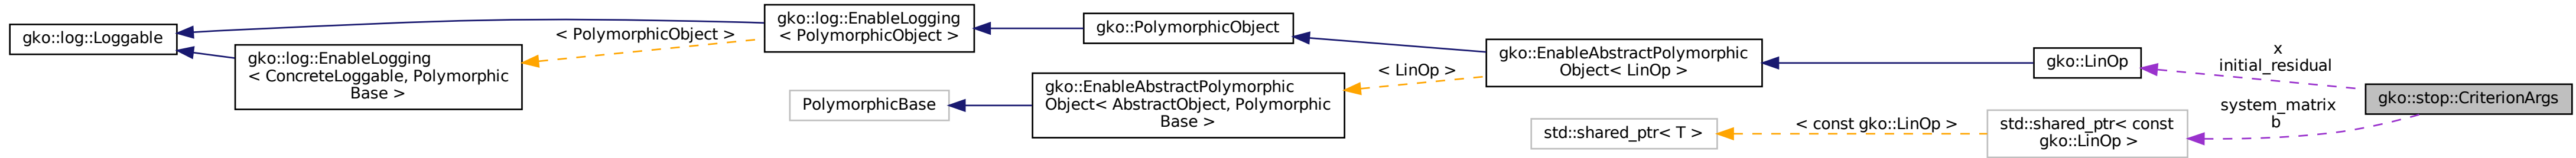 gko::log::Loggable
gko::log::EnableLogging
< ConcreteLoggable, Polymorphic
Base >
< PolymorphicObject >
gko::log::EnableLogging
< PolymorphicObject >
PolymorphicBase
gko::PolymorphicObject
gko::EnableAbstractPolymorphic
Object< AbstractObject, Polymorphic
Base >
< LinOp >
gko::EnableAbstractPolymorphic
Object< LinOp >
std::shared_ptr< T >
< const gko::LinOp >
gko::LinOp
std::shared_ptr< const
gko::LinOp >
x
initial_residual
system_matrix
b
gko::stop::CriterionArgs